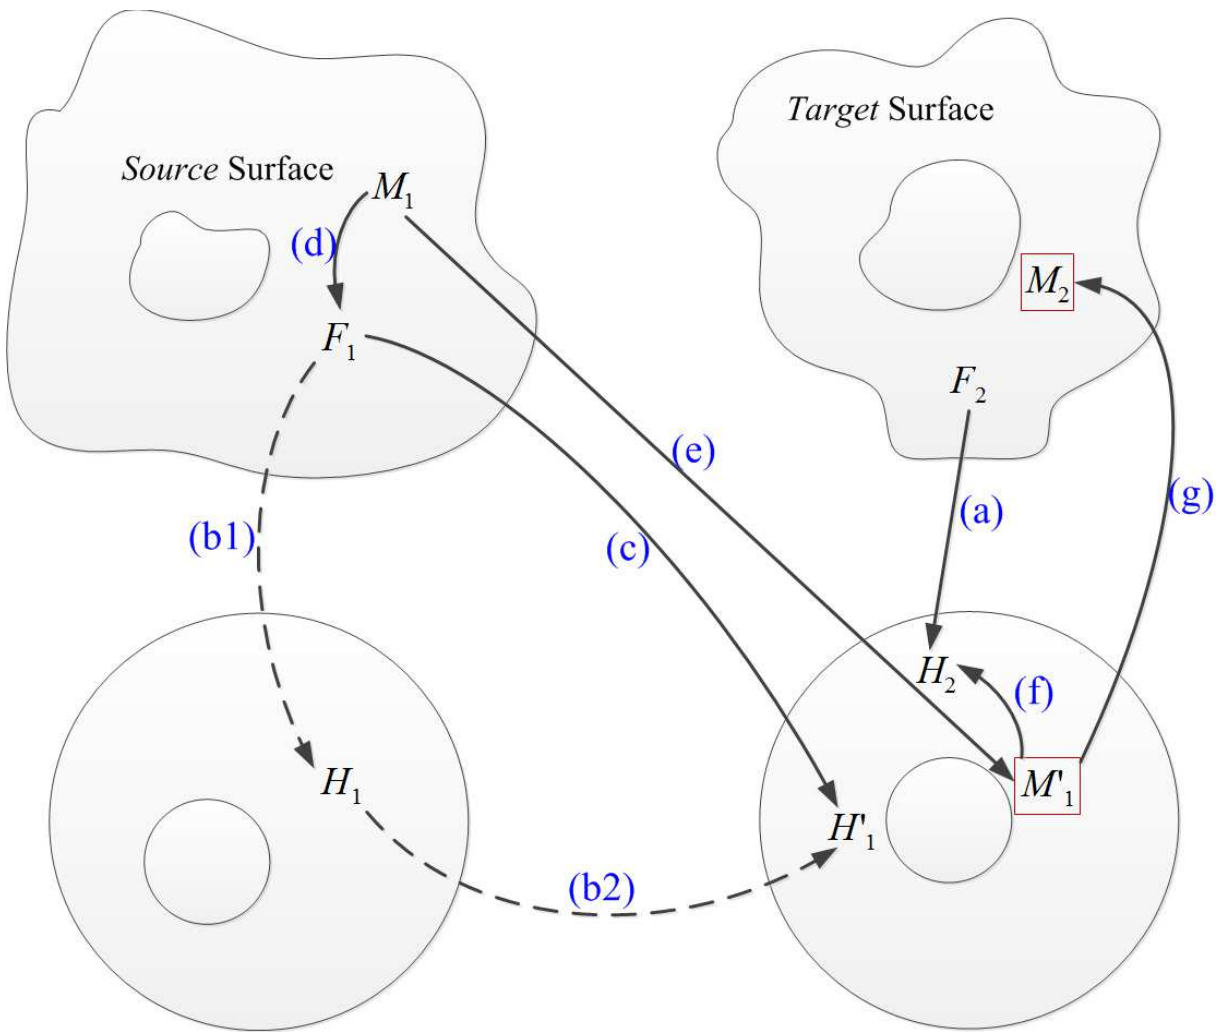 Target Surface
Source Surface
M₁
(d)
M₂
F₁
F₂
(e)
(g)
(a)
(b1)
(c)
H₂
(f)
H₁
M'₁
H'₁
(b2)